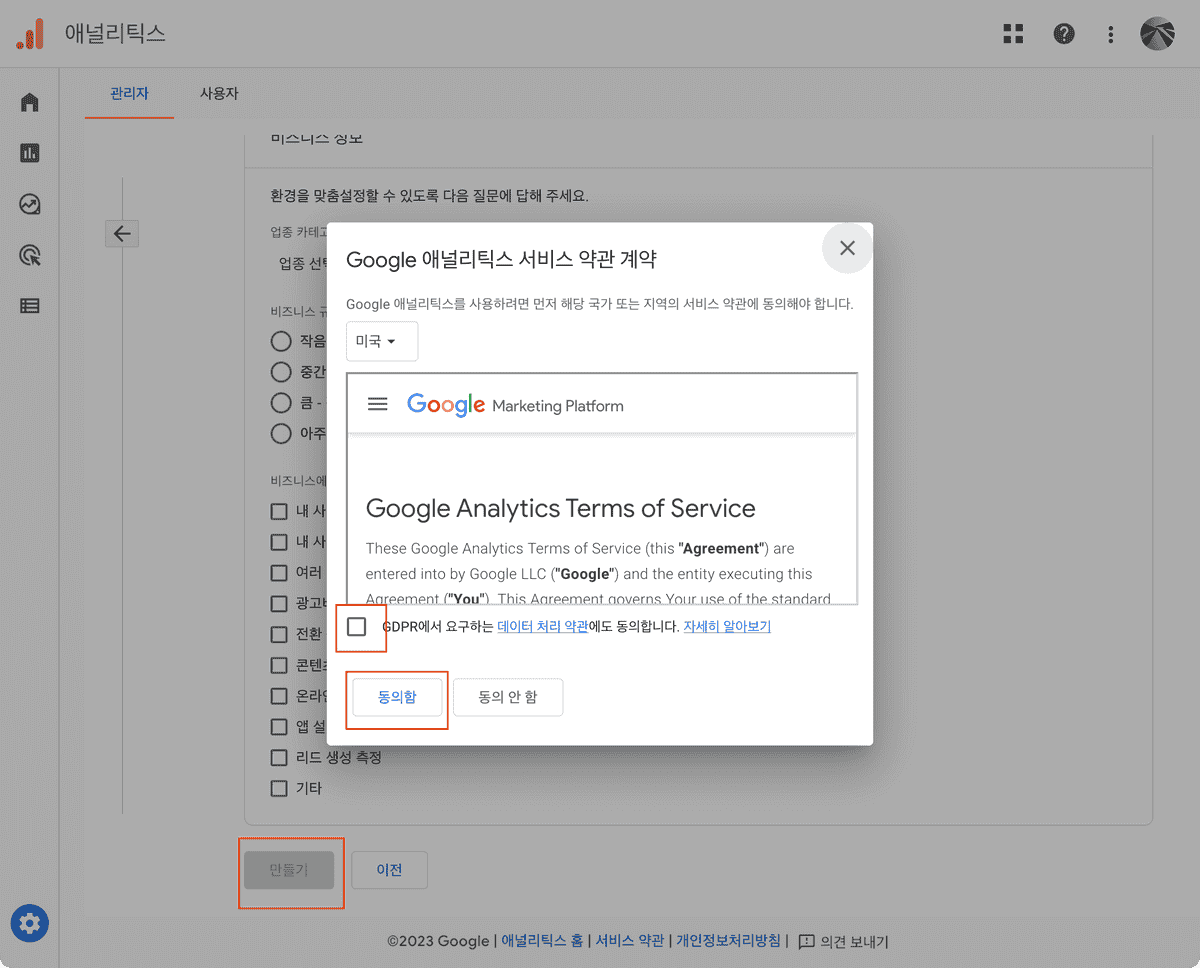 애널리틱스
관리자
사용자
비즈니스 정보
환경을 맞춤설정할 수 있도록 다음 질문에 답해 주세요.
업종 카테고
업종 선택
비즈니스 규
작음
중간
큼 -
아주
비즈니스에
내 사
내 사
여러
광고비
전환
콘텐츠
온라인
앱 설
리드 생성 측정
기타
Google 애널리틱스 서비스 약관 계약
Google 애널리틱스를 사용하려면 먼저 해당 국가 또는 지역의 서비스 약관에 동의해야 합니다.
미국
Google Marketing Platform
Google Analytics Terms of Service
These Google Analytics Terms of Service (this "Agreement") are
entered into by Google LLC ("Google") and the entity executing this
Agreement ("You"). This Agreement governs Your use of the standard
GDPR에서 요구하는 데이터 처리 약관에도 동의합니다. 자세히 알아보기
동의함
동의 안 함
만들기
이전
©2023 Google | 애널리틱스 홈 | 서비스 약관 | 개인정보처리방침 | 의견 보내기